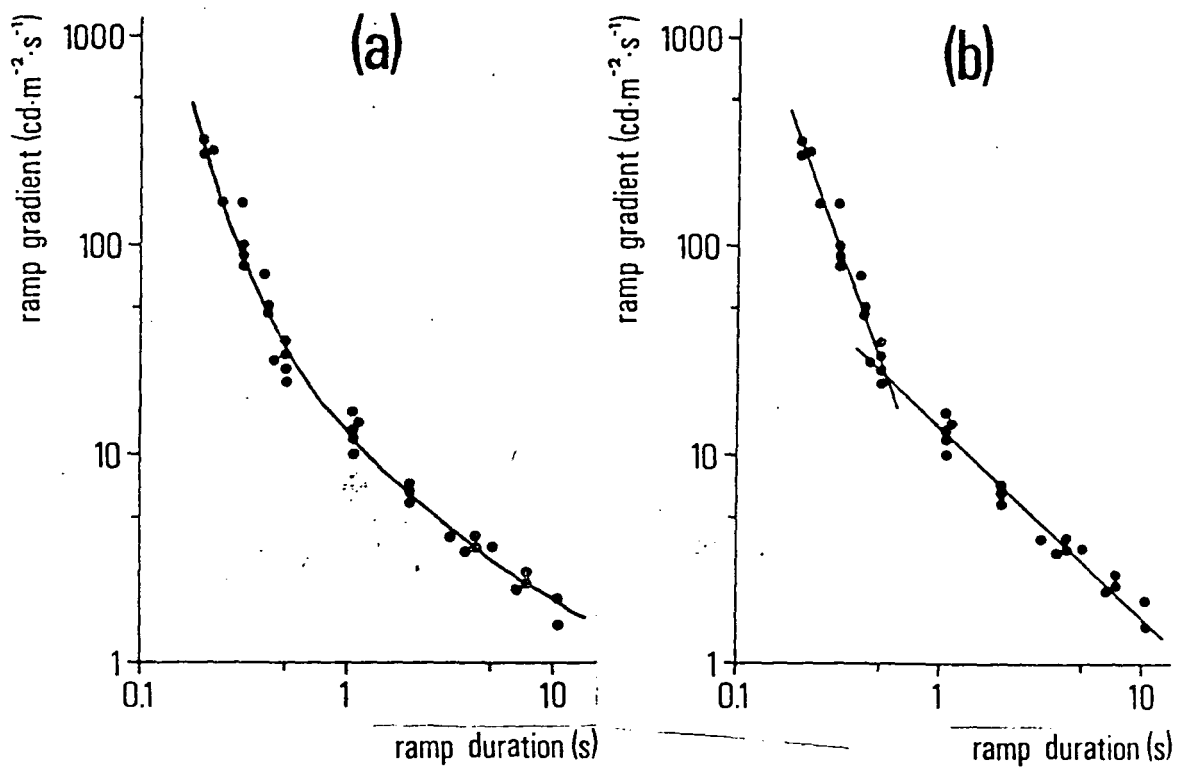 (a)
ramp gradient (cd·m⁻²·s⁻¹)
1000
100
10
1
0.1
1
10
ramp duration (s)
(b)
ramp gradient (cd·m⁻²·s⁻¹)
1000
100
10
1
0.1
1
10
ramp duration (s)